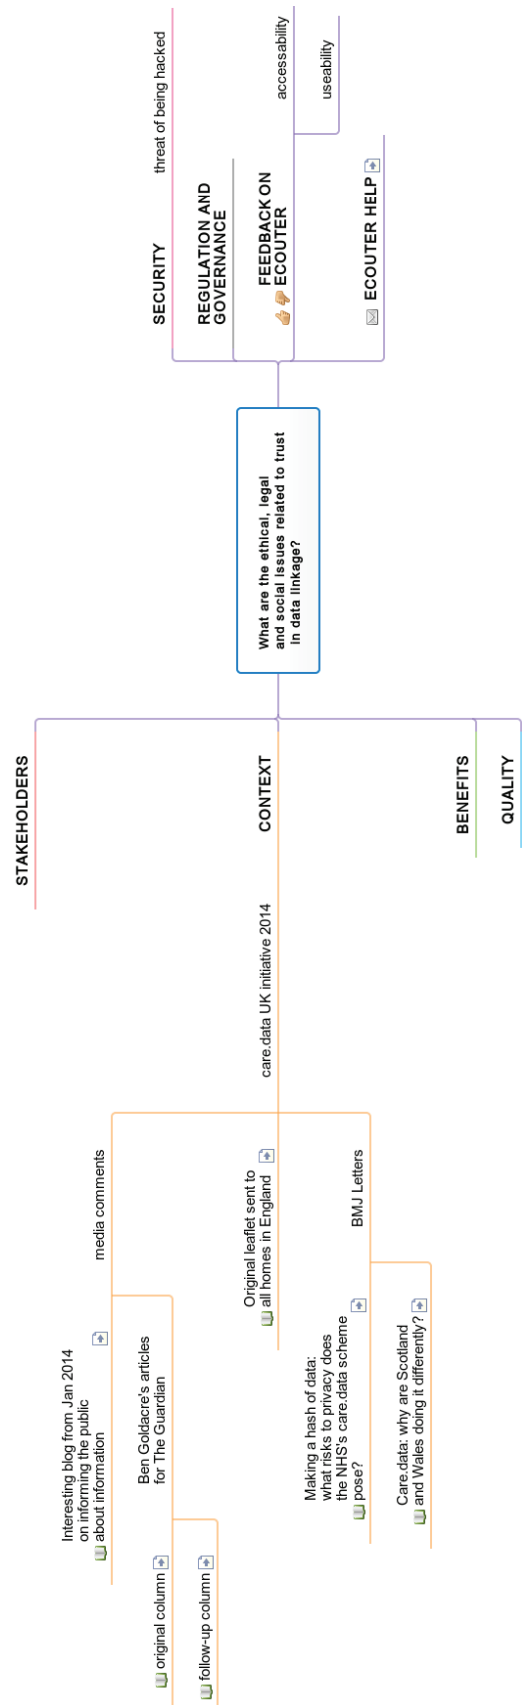 STAKEHOLDERS
Interesting blog from Jan 2014
on informing the public
about information
media comments
Ben Goldacre's articles
for The Guardian
original column
follow-up column
Original leaflet sent to
all homes in England
care.data UK initiative 2014
CONTEXT
Making a hash of data:
what risks to privacy does
the NHS's care.data scheme
pose?
BMJ Letters
Care.data: why are Scotland
and Wales doing it differently?
BENEFITS
QUALITY
What are the ethical, legal
and social issues related to trust
in data linkage?
SECURITY
threat of being hacked
REGULATION AND
GOVERNANCE
FEEDBACK ON
ECOUTER
accessability
useability
ECOUTER HELP